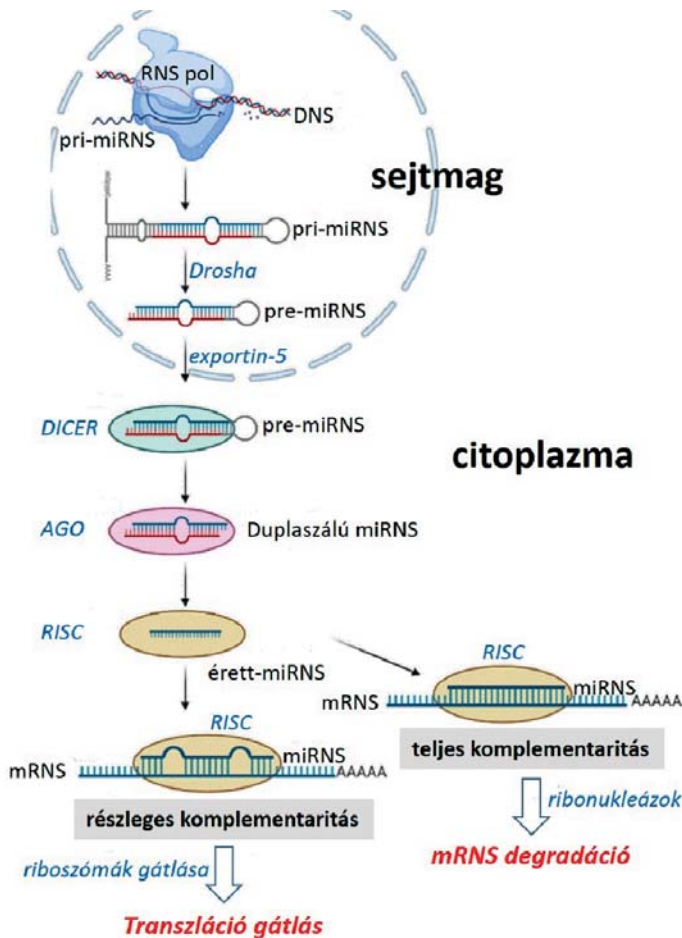 RNS pol
DNS
pri-miRNS
sejtmag
pri-miRNS
Drosha
pre-miRNS
exportin-5
DICER
pre-miRNS
citoplazma
AGO
Duplaszálú miRNS
RISC
érett-miRNS
RISC
mRNS
miRNS
AAAAA
teljes komplementaritás
ribonukleázok
mRNS degradáció
RISC
mRNS
miRNS
AAAAA
részleges komplementaritás
riboszómák gátlása
Transzláció gátlás